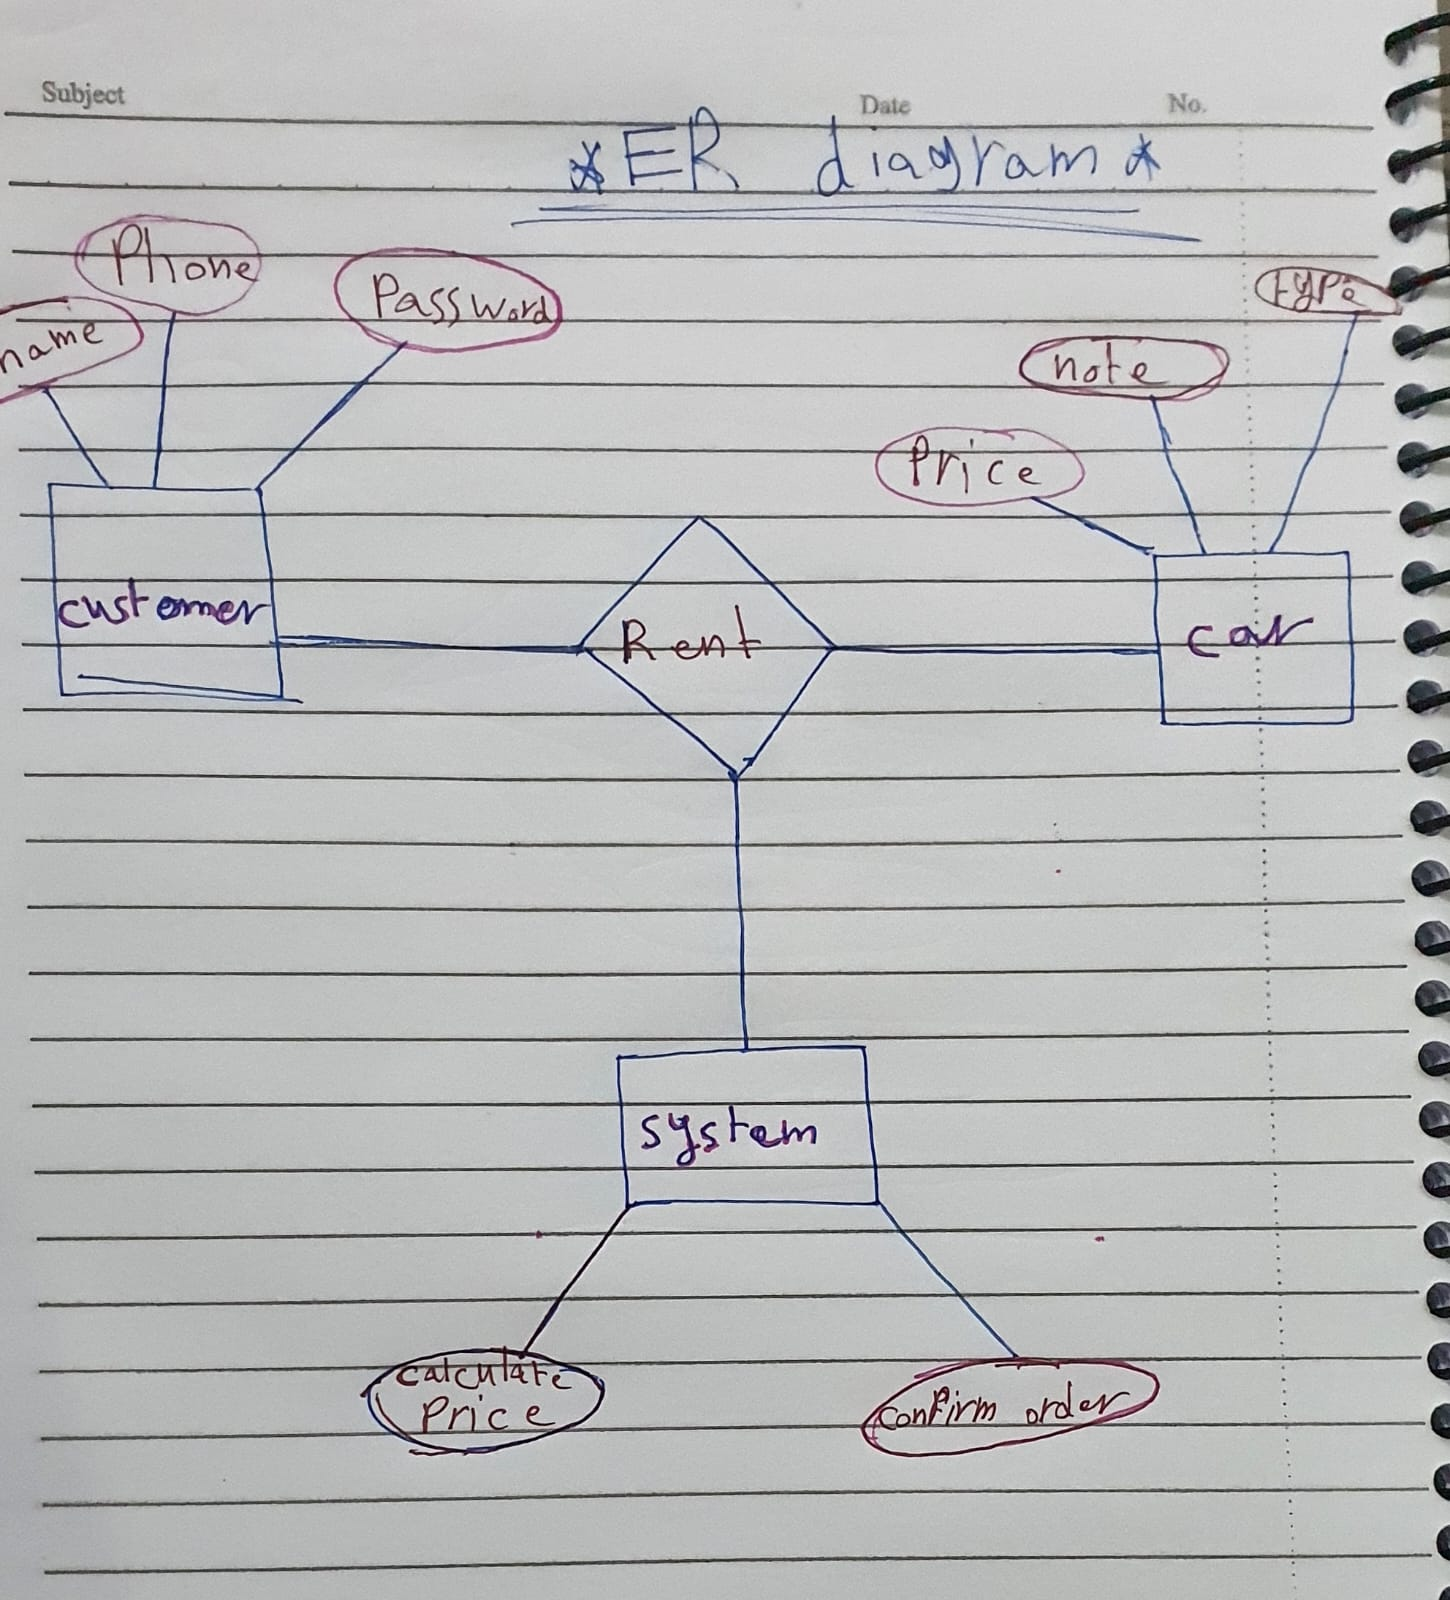 Subject Date No.
*ER diagram*
Phone
Password
name
type
note
Price
customer
Rent
car
system
calculate
Price
confirm order